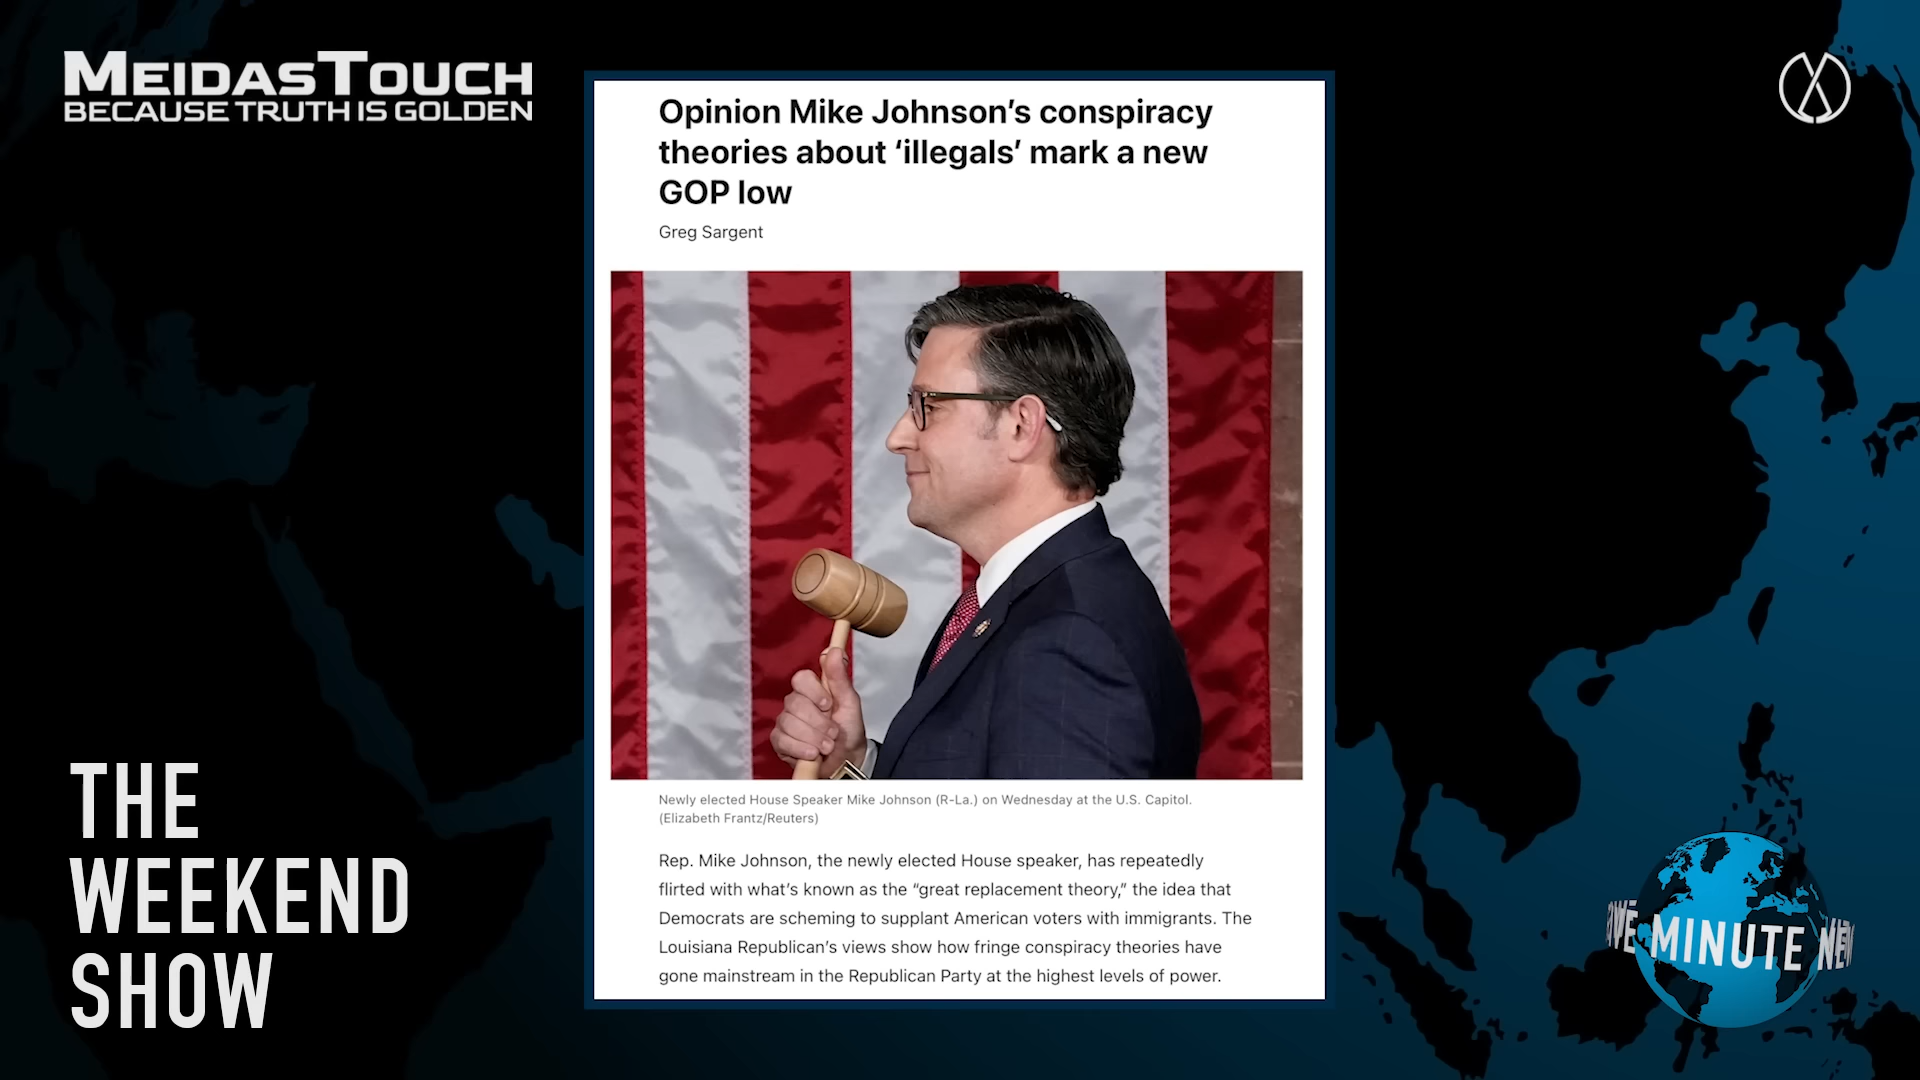 MEIDASTOUCH
BECAUSE TRUTH IS GOLDEN
Opinion Mike Johnson’s conspiracy
theories about ‘illegals’ mark a new
GOP low
Greg Sargent
Newly elected House Speaker Mike Johnson (R-La.) on Wednesday at the U.S. Capitol.
(Elizabeth Frantz/Reuters)
Rep. Mike Johnson, the newly elected House speaker, has repeatedly
flirted with what’s known as the “great replacement theory,” the idea that
Democrats are scheming to supplant American voters with immigrants. The
Louisiana Republican’s views show how fringe conspiracy theories have
gone mainstream in the Republican Party at the highest levels of power.
THE
WEEKEND
SHOW
MINUTE